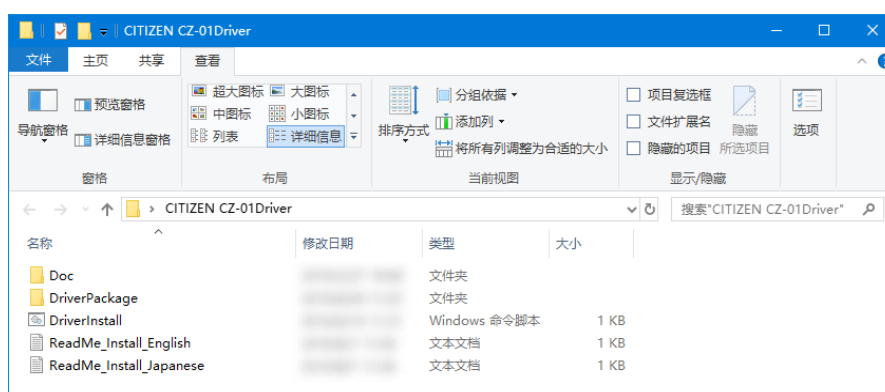 CITIZEN CZ-01Driver
文件 主页 共享 查看
导航窗格 预览窗格 详细信息窗格
超大图标 大图标
中图标 小图标
列表 详细信息
排序方式 分组依据 添加列 将所有列调整为合适的大小
项目复选框 文件扩展名 隐藏的项目 隐藏 所选项目
选项
窗格 布局 当前视图 显示/隐藏
CITIZEN CZ-01Driver 搜索"CITIZEN CZ-01Driver"
名称 修改日期 类型 大小
Doc 文件夹
DriverPackage 文件夹
DriverInstall Windows 命令脚本 1 KB
ReadMe_Install_English 文本文档 1 KB
ReadMe_Install_Japanese 文本文档 1 KB